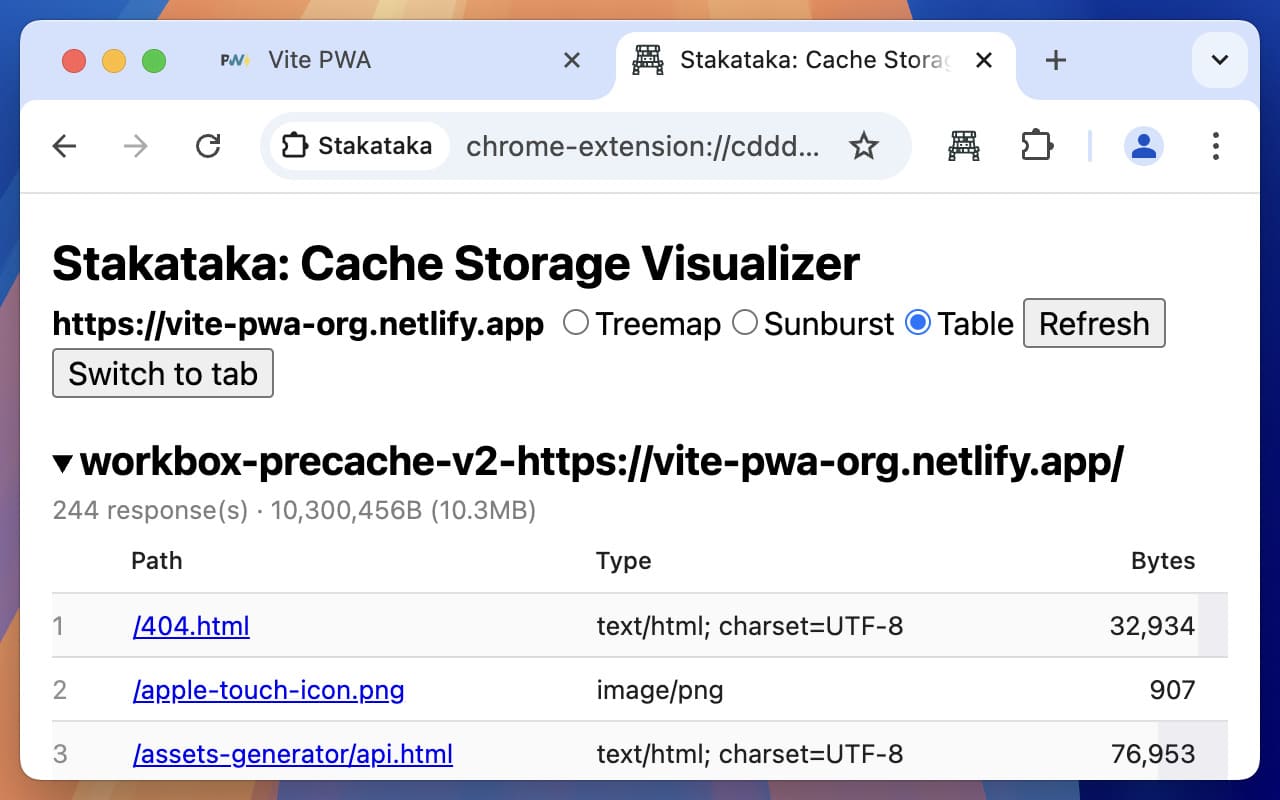 PWA Vite PWA
Stakataka: Cache Storag
Stakataka chrome-extension://cddd...
Stakataka: Cache Storage Visualizer
https://vite-pwa-org.netlify.app Treemap Sunburst Table Refresh
Switch to tab
workbox-precache-v2-https://vite-pwa-org.netlify.app/
244 response(s) · 10,300,456B (10.3MB)
Path Type Bytes
1 /404.html text/html; charset=UTF-8 32,934
2 /apple-touch-icon.png image/png 907
3 /assets-generator/api.html text/html; charset=UTF-8 76,953